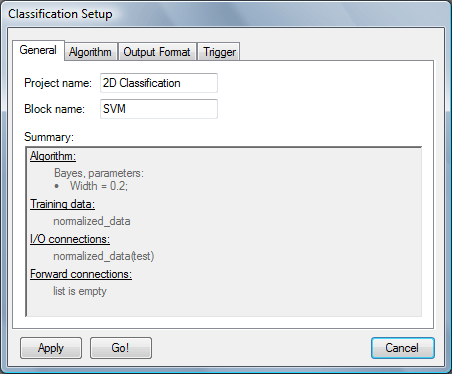 Classification Setup
General Algorithm Output Format Trigger
Project name: 2D Classification
Block name: SVM
Summary:
Algorithm:
Bayes, parameters:
• Width = 0.2;
Training data:
normalized_data
I/O connections:
normalized_data(test)
Forward connections:
list is empty
Apply Go! Cancel